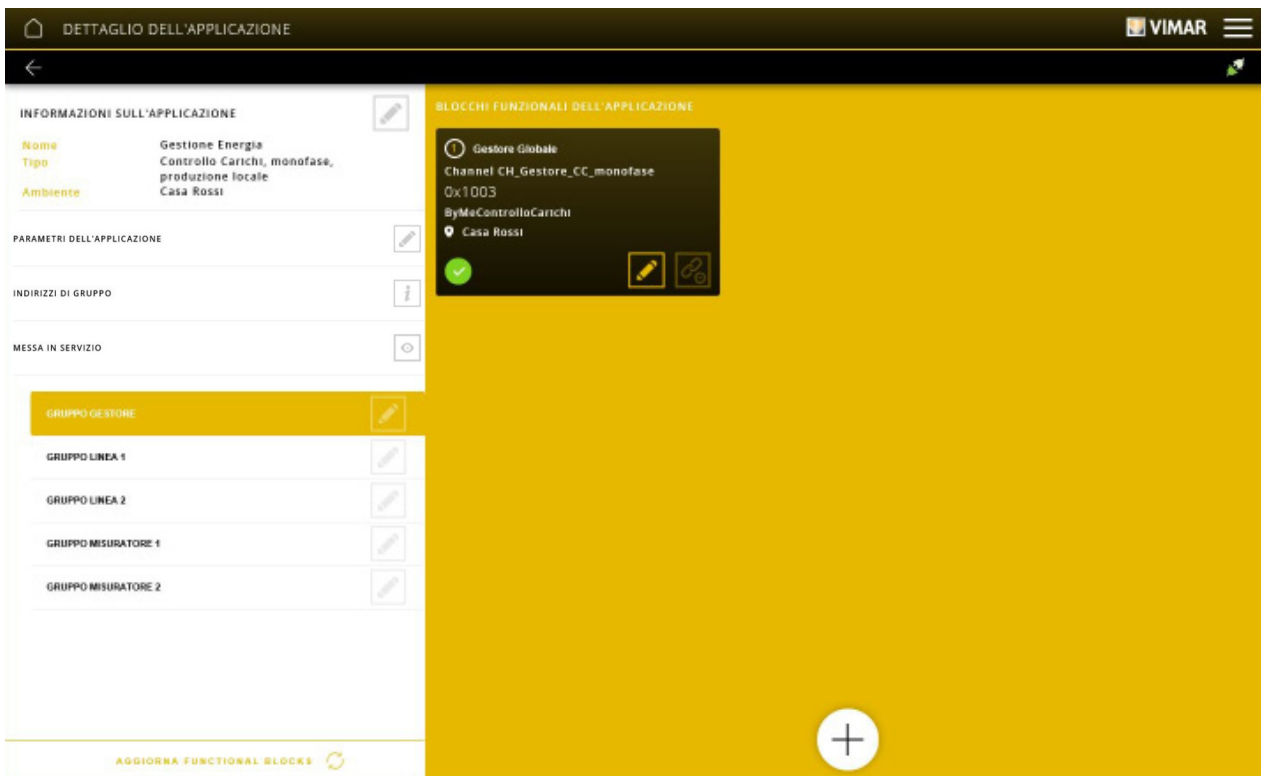 DETTAGLIO DELL'APPLICAZIONE
VIMAR
INFORMAZIONI SULL'APPLICAZIONE
Nome Gestione Energia
Tipo Controllo Carichi, monofase,
produzione locale
Ambiente Casa Rossi
PARAMETRI DELL'APPLICAZIONE
INDIRIZZI DI GRUPPO
i
MESSA IN SERVIZIO
GRUPPO GESTORE
GRUPPO LINEA 1
GRUPPO LINEA 2
GRUPPO MISURATORE 1
GRUPPO MISURATORE 2
AGGIORNA FUNCTIONAL BLOCKS
BLOCCHI FUNZIONALI DELL'APPLICAZIONE
1 Gestore Globale
Channel CH_Gestore_CC_monofase
0x1003
ByMeControlloCarichi
Casa Rossi